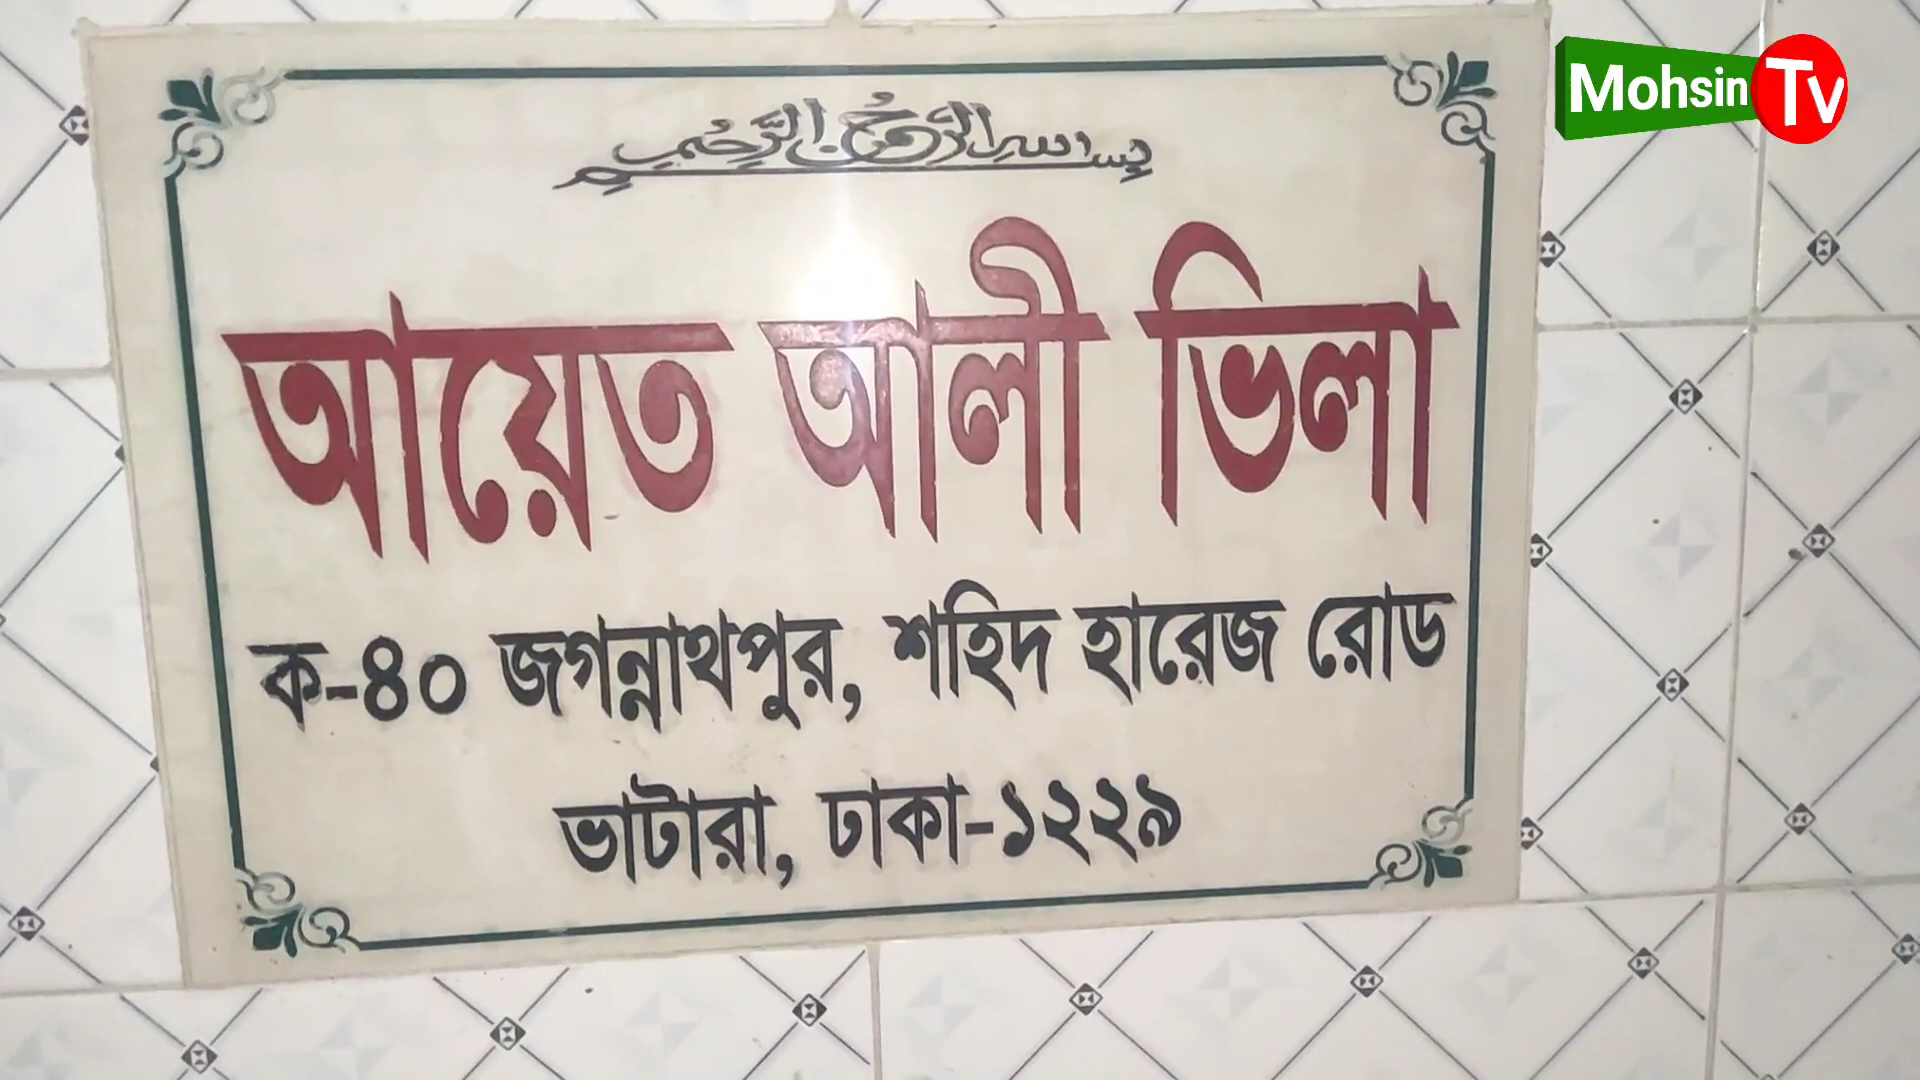 Mohsin Tv
بسم الله الرحمن الرحيم
আয়েত আলী ভিলা
ক-৪০ জগন্নাথপুর, শহিদ হারেজ রোড
ভাটারা, ঢাকা-১২২৯